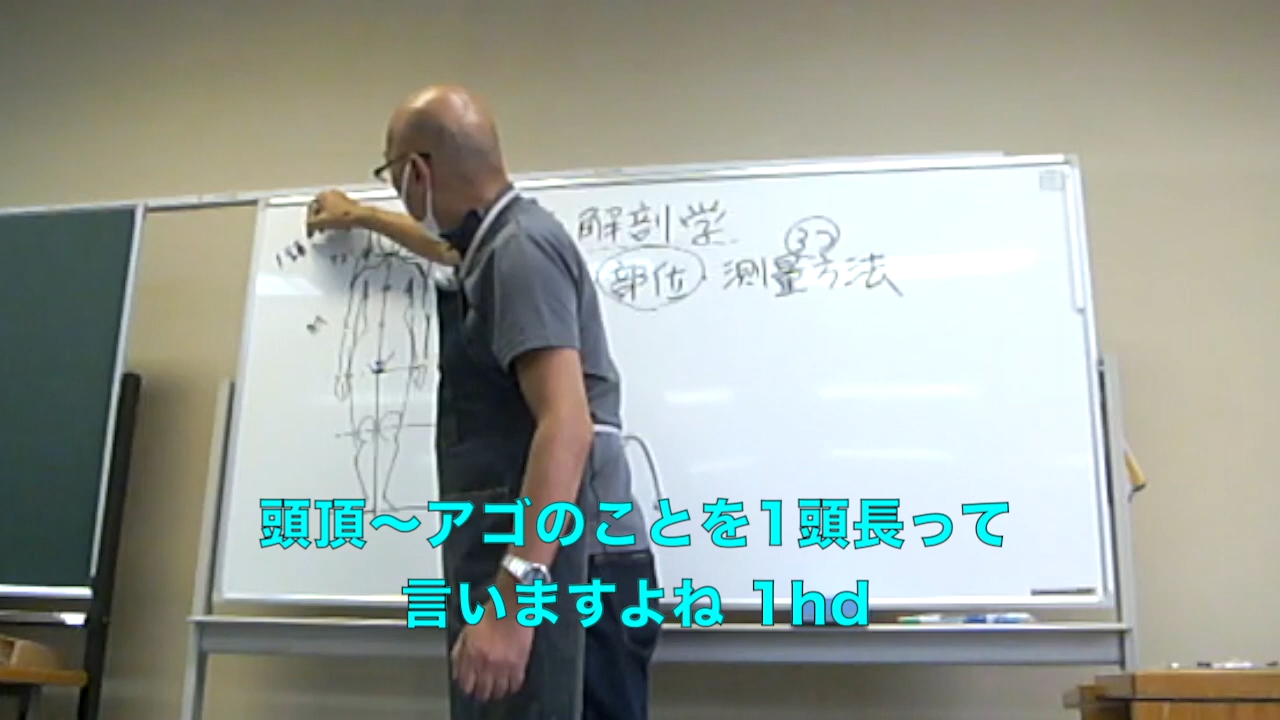 解剖学
部位・測量方法
頭頂〜アゴのことを1頭長って
言いますよね 1hd